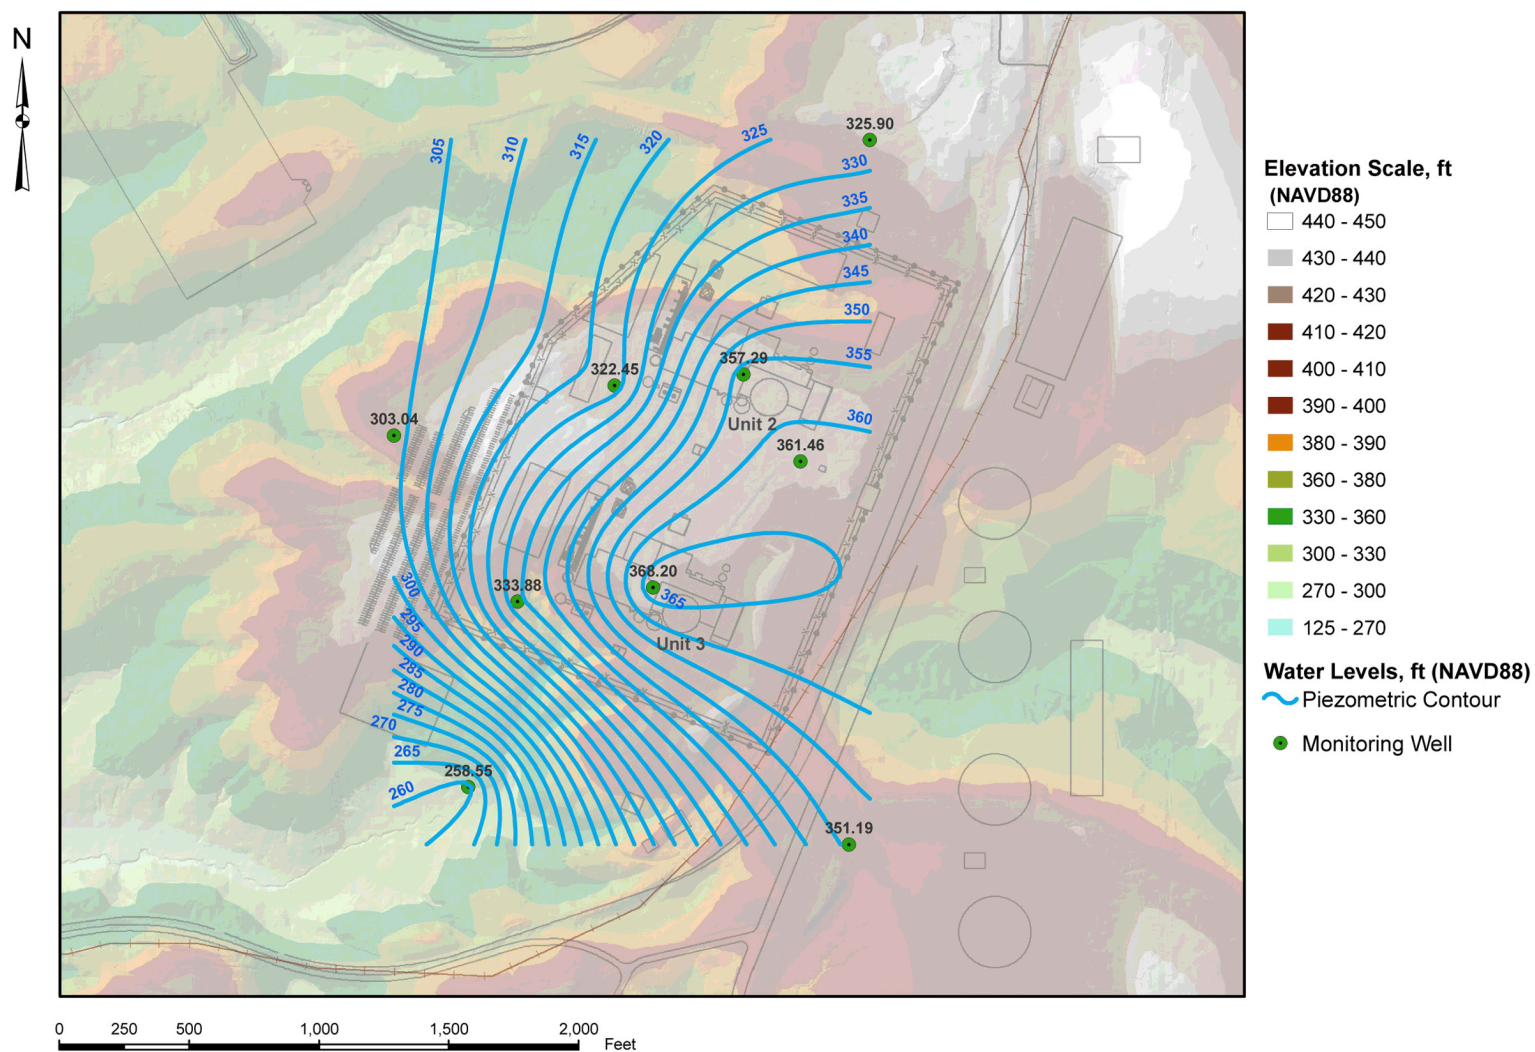 N
325.90
305
310
315
320
325
330
335
340
345
350
355
360
357.29
322.45
303.04
Unit 2
361.46
368.20
365
333.88
Unit 3
300
295
290
285
280
275
270
265
260
258.55
351.19
Elevation Scale, ft
(NAVD88)
440 - 450
430 - 440
420 - 430
410 - 420
400 - 410
390 - 400
380 - 390
360 - 380
330 - 360
300 - 330
270 - 300
125 - 270
Water Levels, ft (NAVD88)
Piezometric Contour
Monitoring Well
0 250 500 1,000 1,500 2,000
Feet